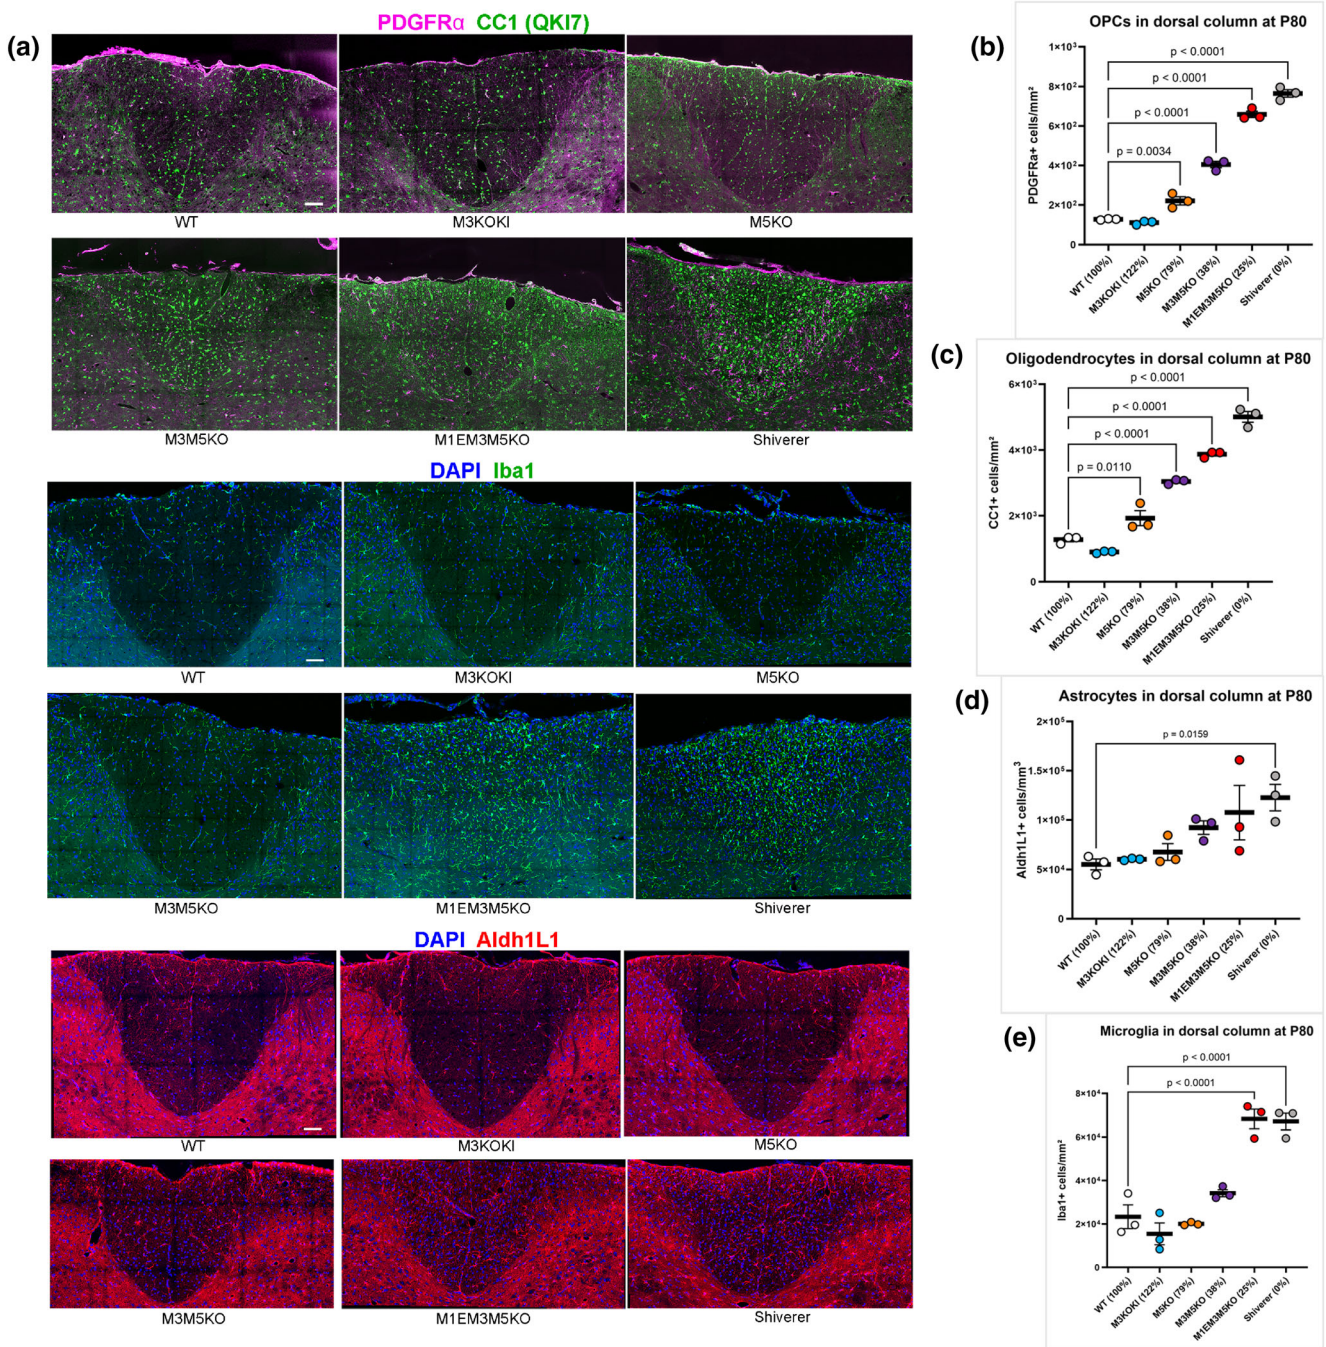 PDGFRα CC1 (QKI7)
(a)
WT
M3KOKI
M5KO
M3M5KO
M1EM3M5KO
Shiverer
DAPI Iba1
WT
M3KOKI
M5KO
M3M5KO
M1EM3M5KO
Shiverer
DAPI Aldh1L1
WT
M3KOKI
M5KO
M3M5KO
M1EM3M5KO
Shiverer
(b)
OPCs in dorsal column at P80
PDGFRa+ cells/mm²
1×10³
8×10²
6×10²
4×10²
2×10²
0
p < 0.0001
p < 0.0001
p < 0.0001
p = 0.0034
WT (100%)
M3KOKI (122%)
M5KO (79%)
M3M5KO (38%)
M1EM3M5KO (25%)
Shiverer (0%)
(c)
Oligodendrocytes in dorsal column at P80
CC1+ cells/mm²
6×10³
4×10³
2×10³
0
p < 0.0001
p < 0.0001
p < 0.0001
p = 0.0110
WT (100%)
M3KOKI (122%)
M5KO (79%)
M3M5KO (38%)
M1EM3M5KO (25%)
Shiverer (0%)
(d)
Astrocytes in dorsal column at P80
Aldh1L1+ cells/mm³
2×10⁵
1.5×10⁵
1×10⁵
5×10⁴
0
p = 0.0159
WT (100%)
M3KOKI (122%)
M5KO (79%)
M3M5KO (38%)
M1EM3M5KO (25%)
Shiverer (0%)
(e)
Microglia in dorsal column at P80
Iba1+ cells/mm²
8×10⁴
6×10⁴
4×10⁴
2×10⁴
0
p < 0.0001
p < 0.0001
WT (100%)
M3KOKI (122%)
M5KO (79%)
M3M5KO (38%)
M1EM3M5KO (25%)
Shiverer (0%)